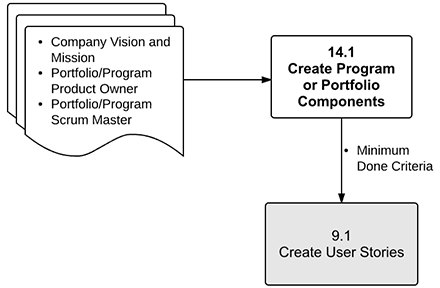 • Company Vision and
Mission
• Portfolio/Program
Product Owner
• Portfolio/Program
Scrum Master
14.1
Create Program
or Portfolio
Components
• Minimum
Done Criteria
9.1
Create User Stories